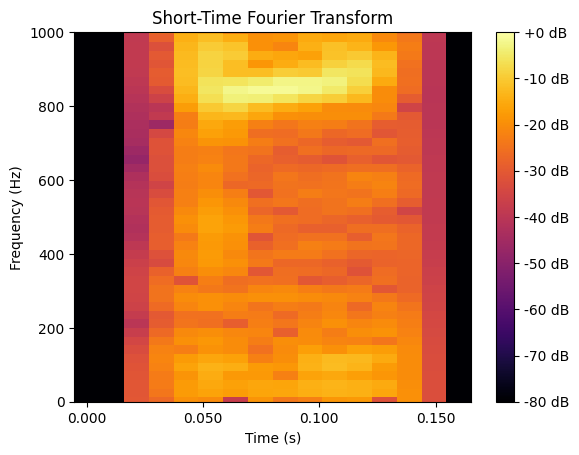 Short-Time Fourier Transform
1000
800
600
400
200
0
Frequency (Hz)
0.000
0.050
0.100
0.150
Time (s)
+0 dB
-10 dB
-20 dB
-30 dB
-40 dB
-50 dB
-60 dB
-70 dB
-80 dB